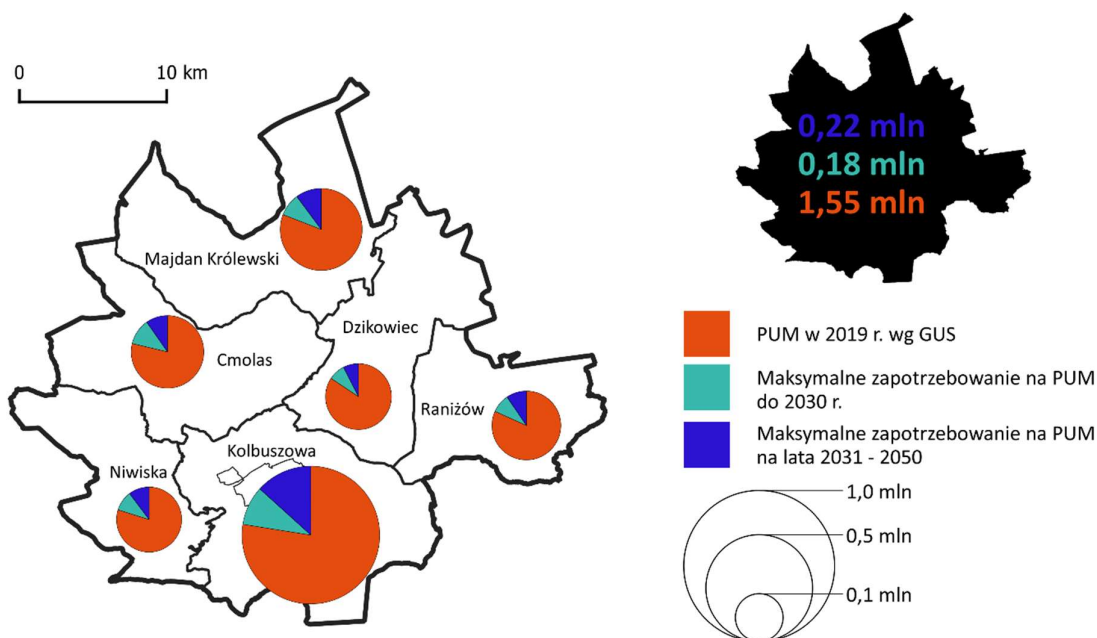 0
10 km
Majdan Królewski
Dzikowiec
Cmolas
Raniżów
Kolbuszowa
Niwiska
0,22 mln
0,18 mln
1,55 mln
PUM w 2019 r. wg GUS
Maksymalne zapotrzebowanie na PUM
do 2030 r.
Maksymalne zapotrzebowanie na PUM
na lata 2031 - 2050
1,0 mln
0,5 mln
0,1 mln